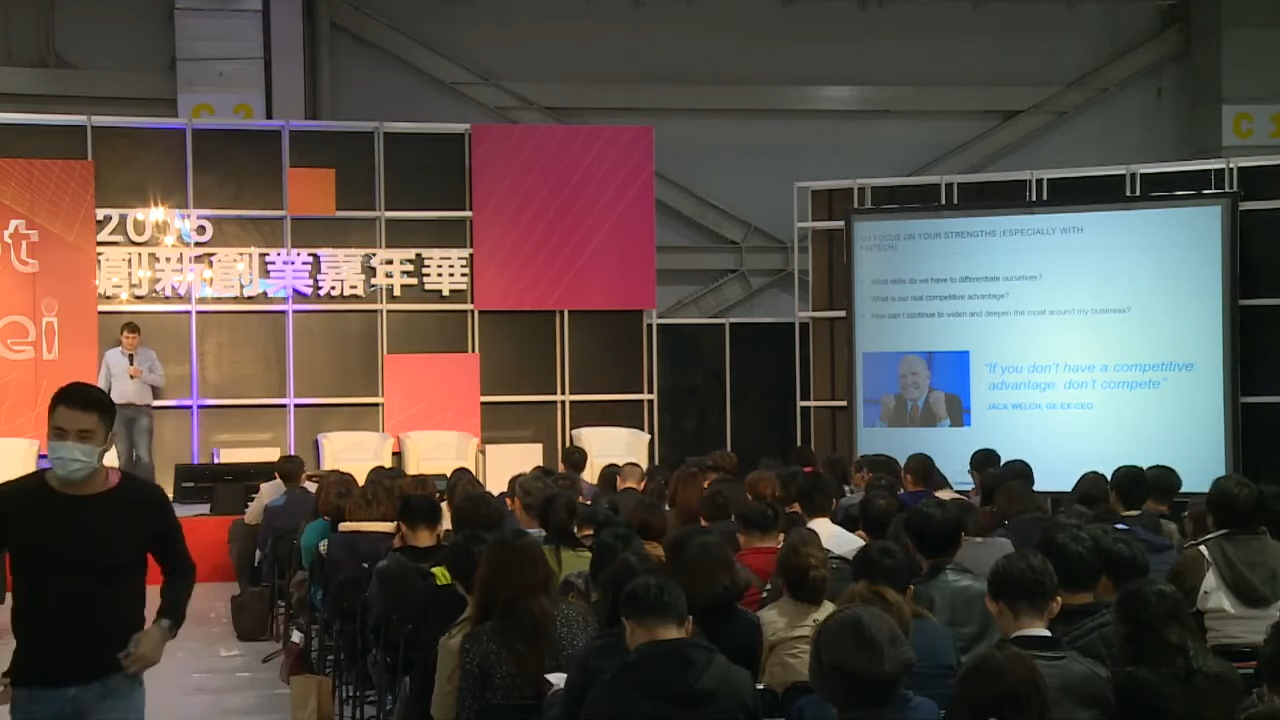 C 2
C
2015
創新創業嘉年華
t
ei
FOCUS ON YOUR STRENGTHS (ESPECIALLY WITH
FINTECH)
What skills do we have to differentiate ourselves?
What is our real competitive advantage?
How can I continue to widen and deepen the moat around my business?
"If you don't have a competitive
advantage, don't compete"
JACK WELCH, GE EX-CEO